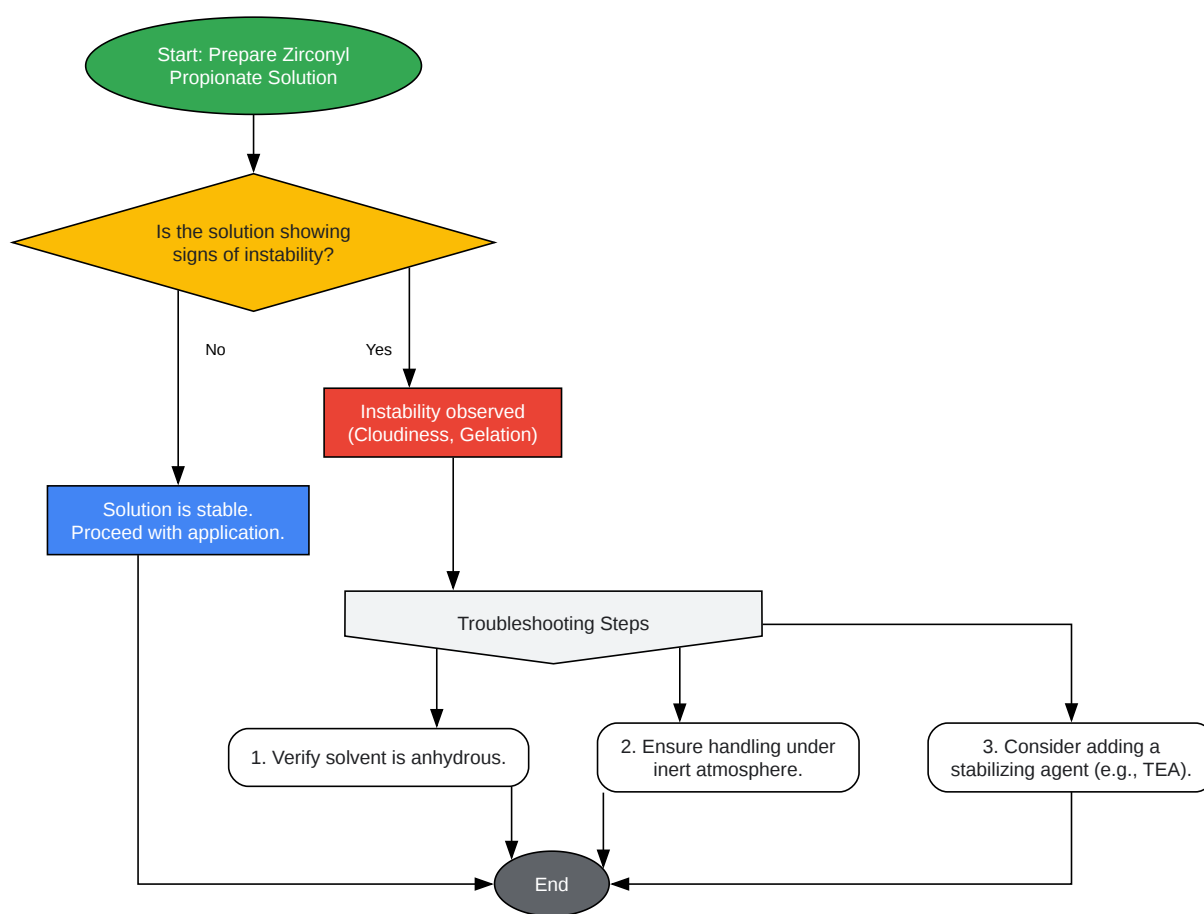 Start: Prepare Zirconyl
Propionate Solution
Is the solution showing
signs of instability?
No
Yes
Instability observed
(Cloudiness, Gelation)
Solution is stable.
Proceed with application.
Troubleshooting Steps
1. Verify solvent is anhydrous.
2. Ensure handling under
inert atmosphere.
3. Consider adding a
stabilizing agent (e.g., TEA).
End